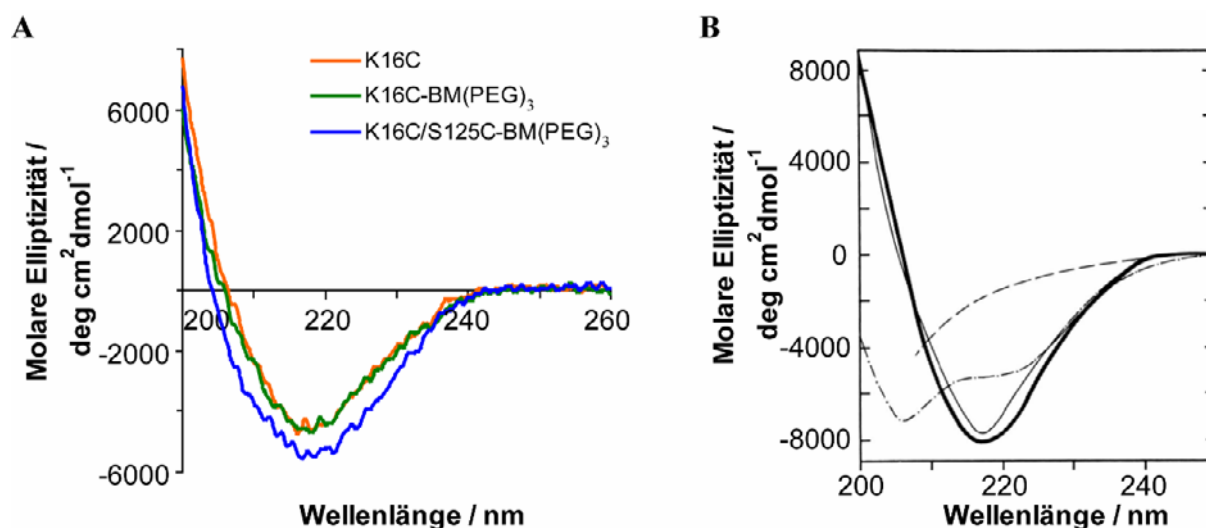 A
K16C
K16C-BM(PEG)3
K16C/S125C-BM(PEG)3
6000
2000
-2000
-6000
200
220
240
260
Molare Elliptizität /
deg cm2dmol-1
Wellenlänge / nm
B
8000
4000
0
-4000
-8000
200
220
240
Molare Elliptizität /
deg cm2dmol-1
Wellenlänge / nm